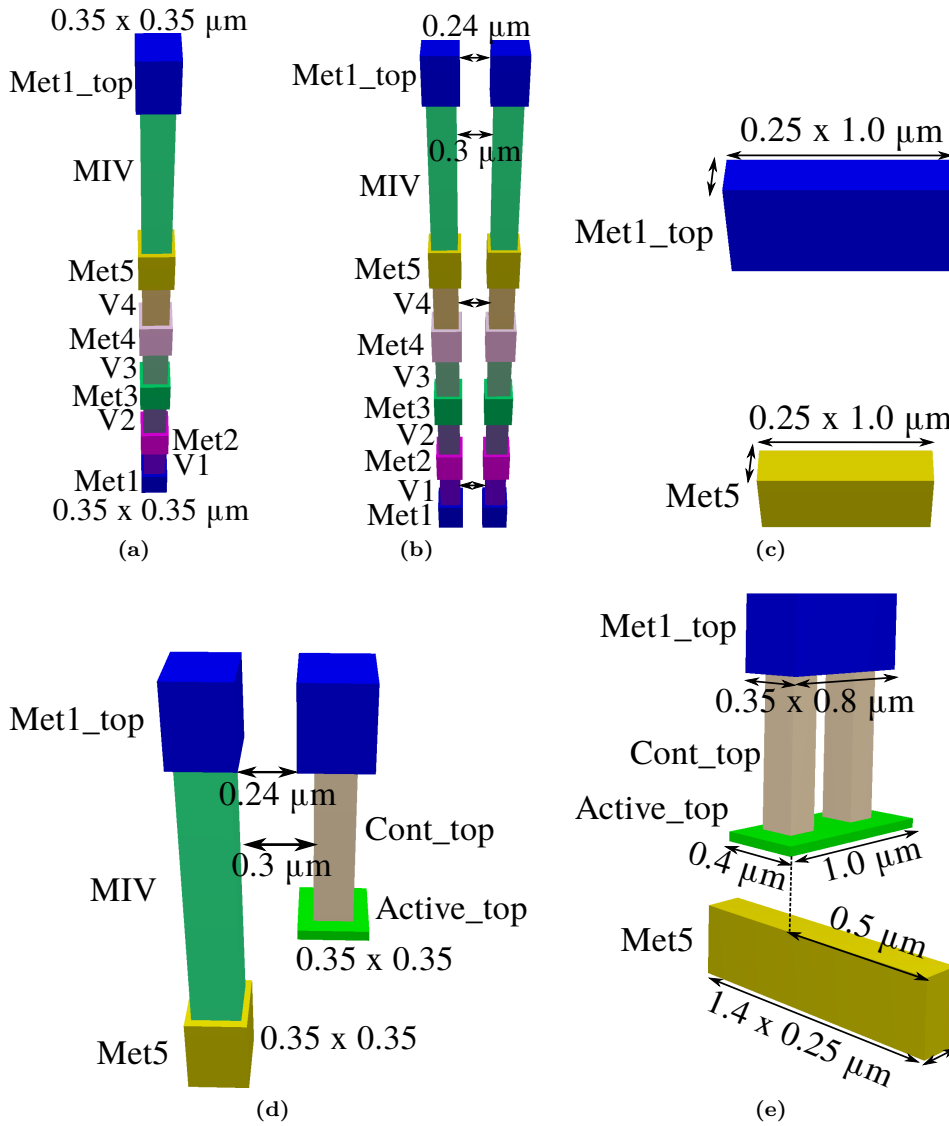 0.35 x 0.35 µm
Met1_top
MIV
Met5
V4
Met4
V3
Met3
V2
Met2
V1
Met1
0.35 x 0.35 µm
(a)
0.24 µm
Met1_top
0.3 µm
MIV
Met5
V4
Met4
V3
Met3
V2
Met2
V1
Met1
(b)
0.25 x 1.0 µm
Met1_top
0.25 x 1.0 µm
Met5
(c)
Met1_top
0.24 µm
Cont_top
0.3 µm
MIV
Active_top
0.35 x 0.35
0.35 x 0.35
Met5
(d)
Met1_top
0.35 x 0.8 µm
Cont_top
Active_top
0.4 µm
1.0 µm
0.5 µm
Met5
1.4 x 0.25 µm
(e)